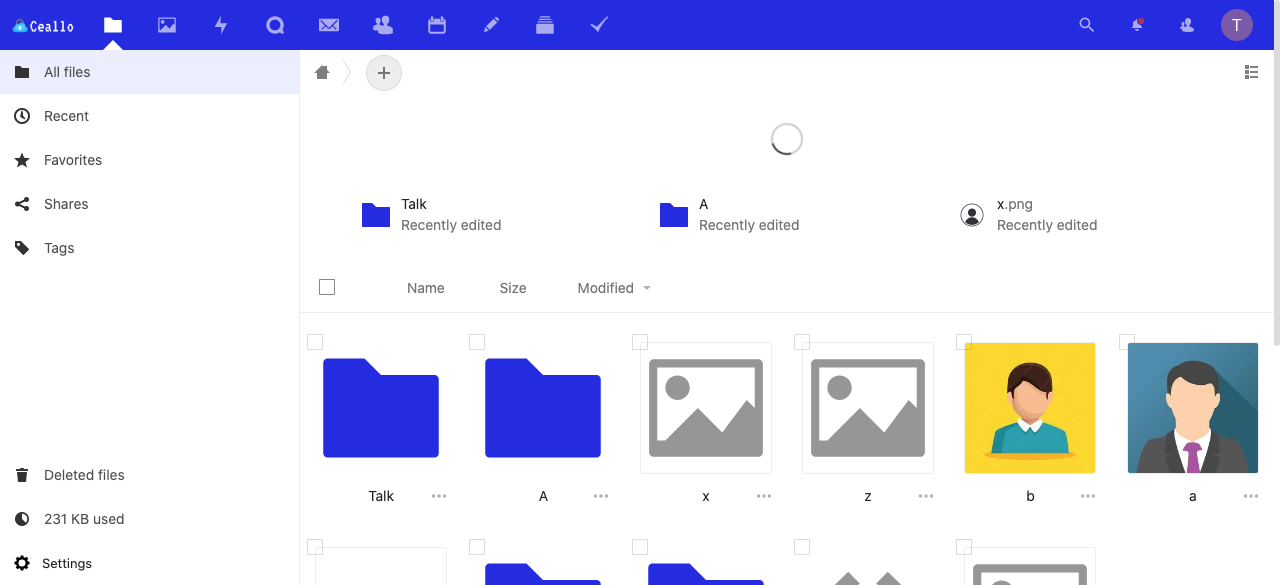 Ceallo
T
All files
Recent
Favorites
Shares
Tags
Deleted files
231 KB used
Settings
Talk
Recently edited
A
Recently edited
x.png
Recently edited
Name Size Modified
Talk ••• A ••• x ••• z ••• b ••• a •••